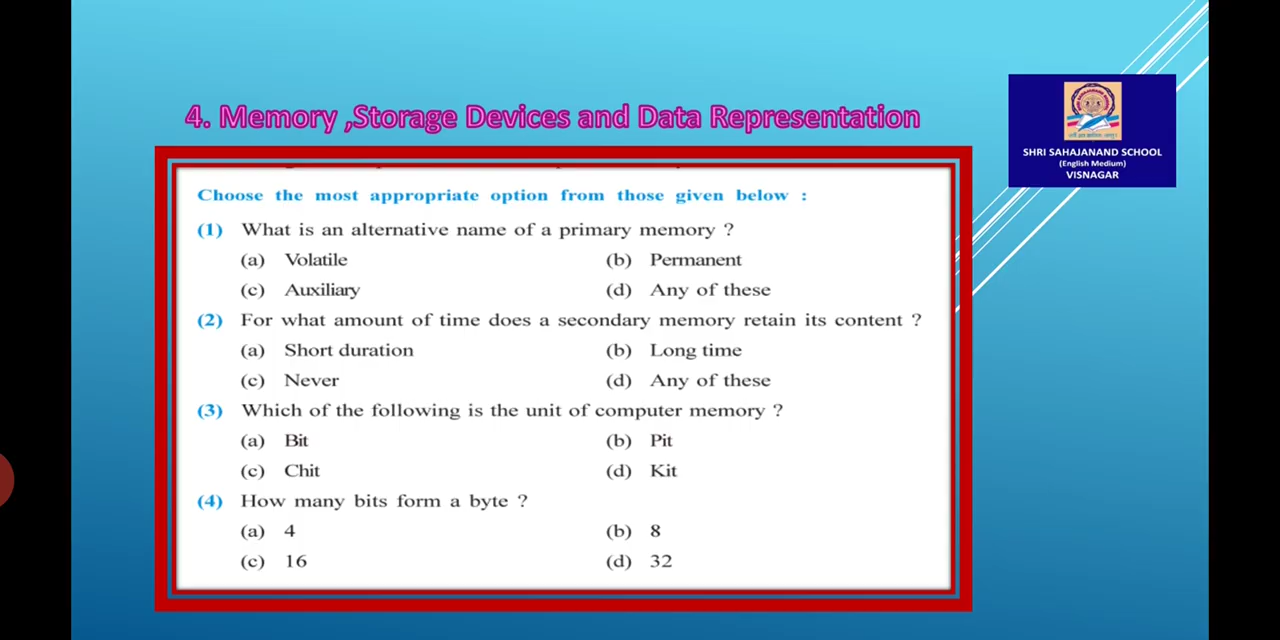 4. Memory ,Storage Devices and Data Representation
SHRI SAHAJANAND SCHOOL
(English Medium)
VISNAGAR
Choose the most appropriate option from those given below :
(1) What is an alternative name of a primary memory ?
(a) Volatile (b) Permanent
(c) Auxiliary (d) Any of these
(2) For what amount of time does a secondary memory retain its content ?
(a) Short duration (b) Long time
(c) Never (d) Any of these
(3) Which of the following is the unit of computer memory ?
(a) Bit (b) Pit
(c) Chit (d) Kit
(4) How many bits form a byte ?
(a) 4 (b) 8
(c) 16 (d) 32